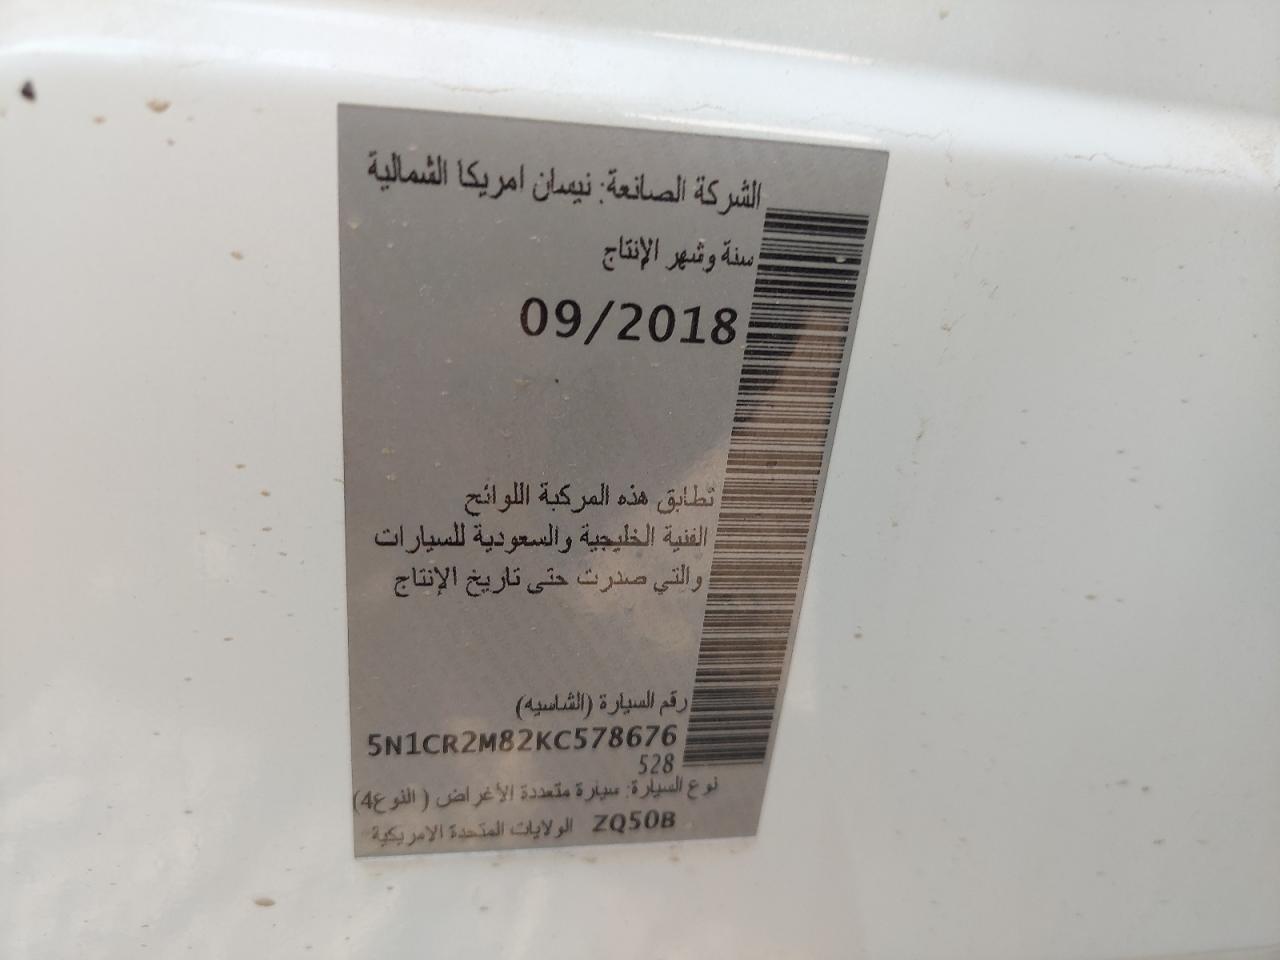 الشركة الصانعة: نيسان امريكا الشمالية
سنة وشهر الإنتاج
09/2018
تطابق هذه المركبة اللوائح
الفنية الخليجية والسعودية للسيارات
والتي صدرت حتى تاريخ الإنتاج
رقم السيارة (الشاسيه)
5N1CR2M82KC578676
528
نوع السيارة: سيارة متعددة الأغراض ( النوع4)
ZQ50B الولايات المتحدة الامريكية